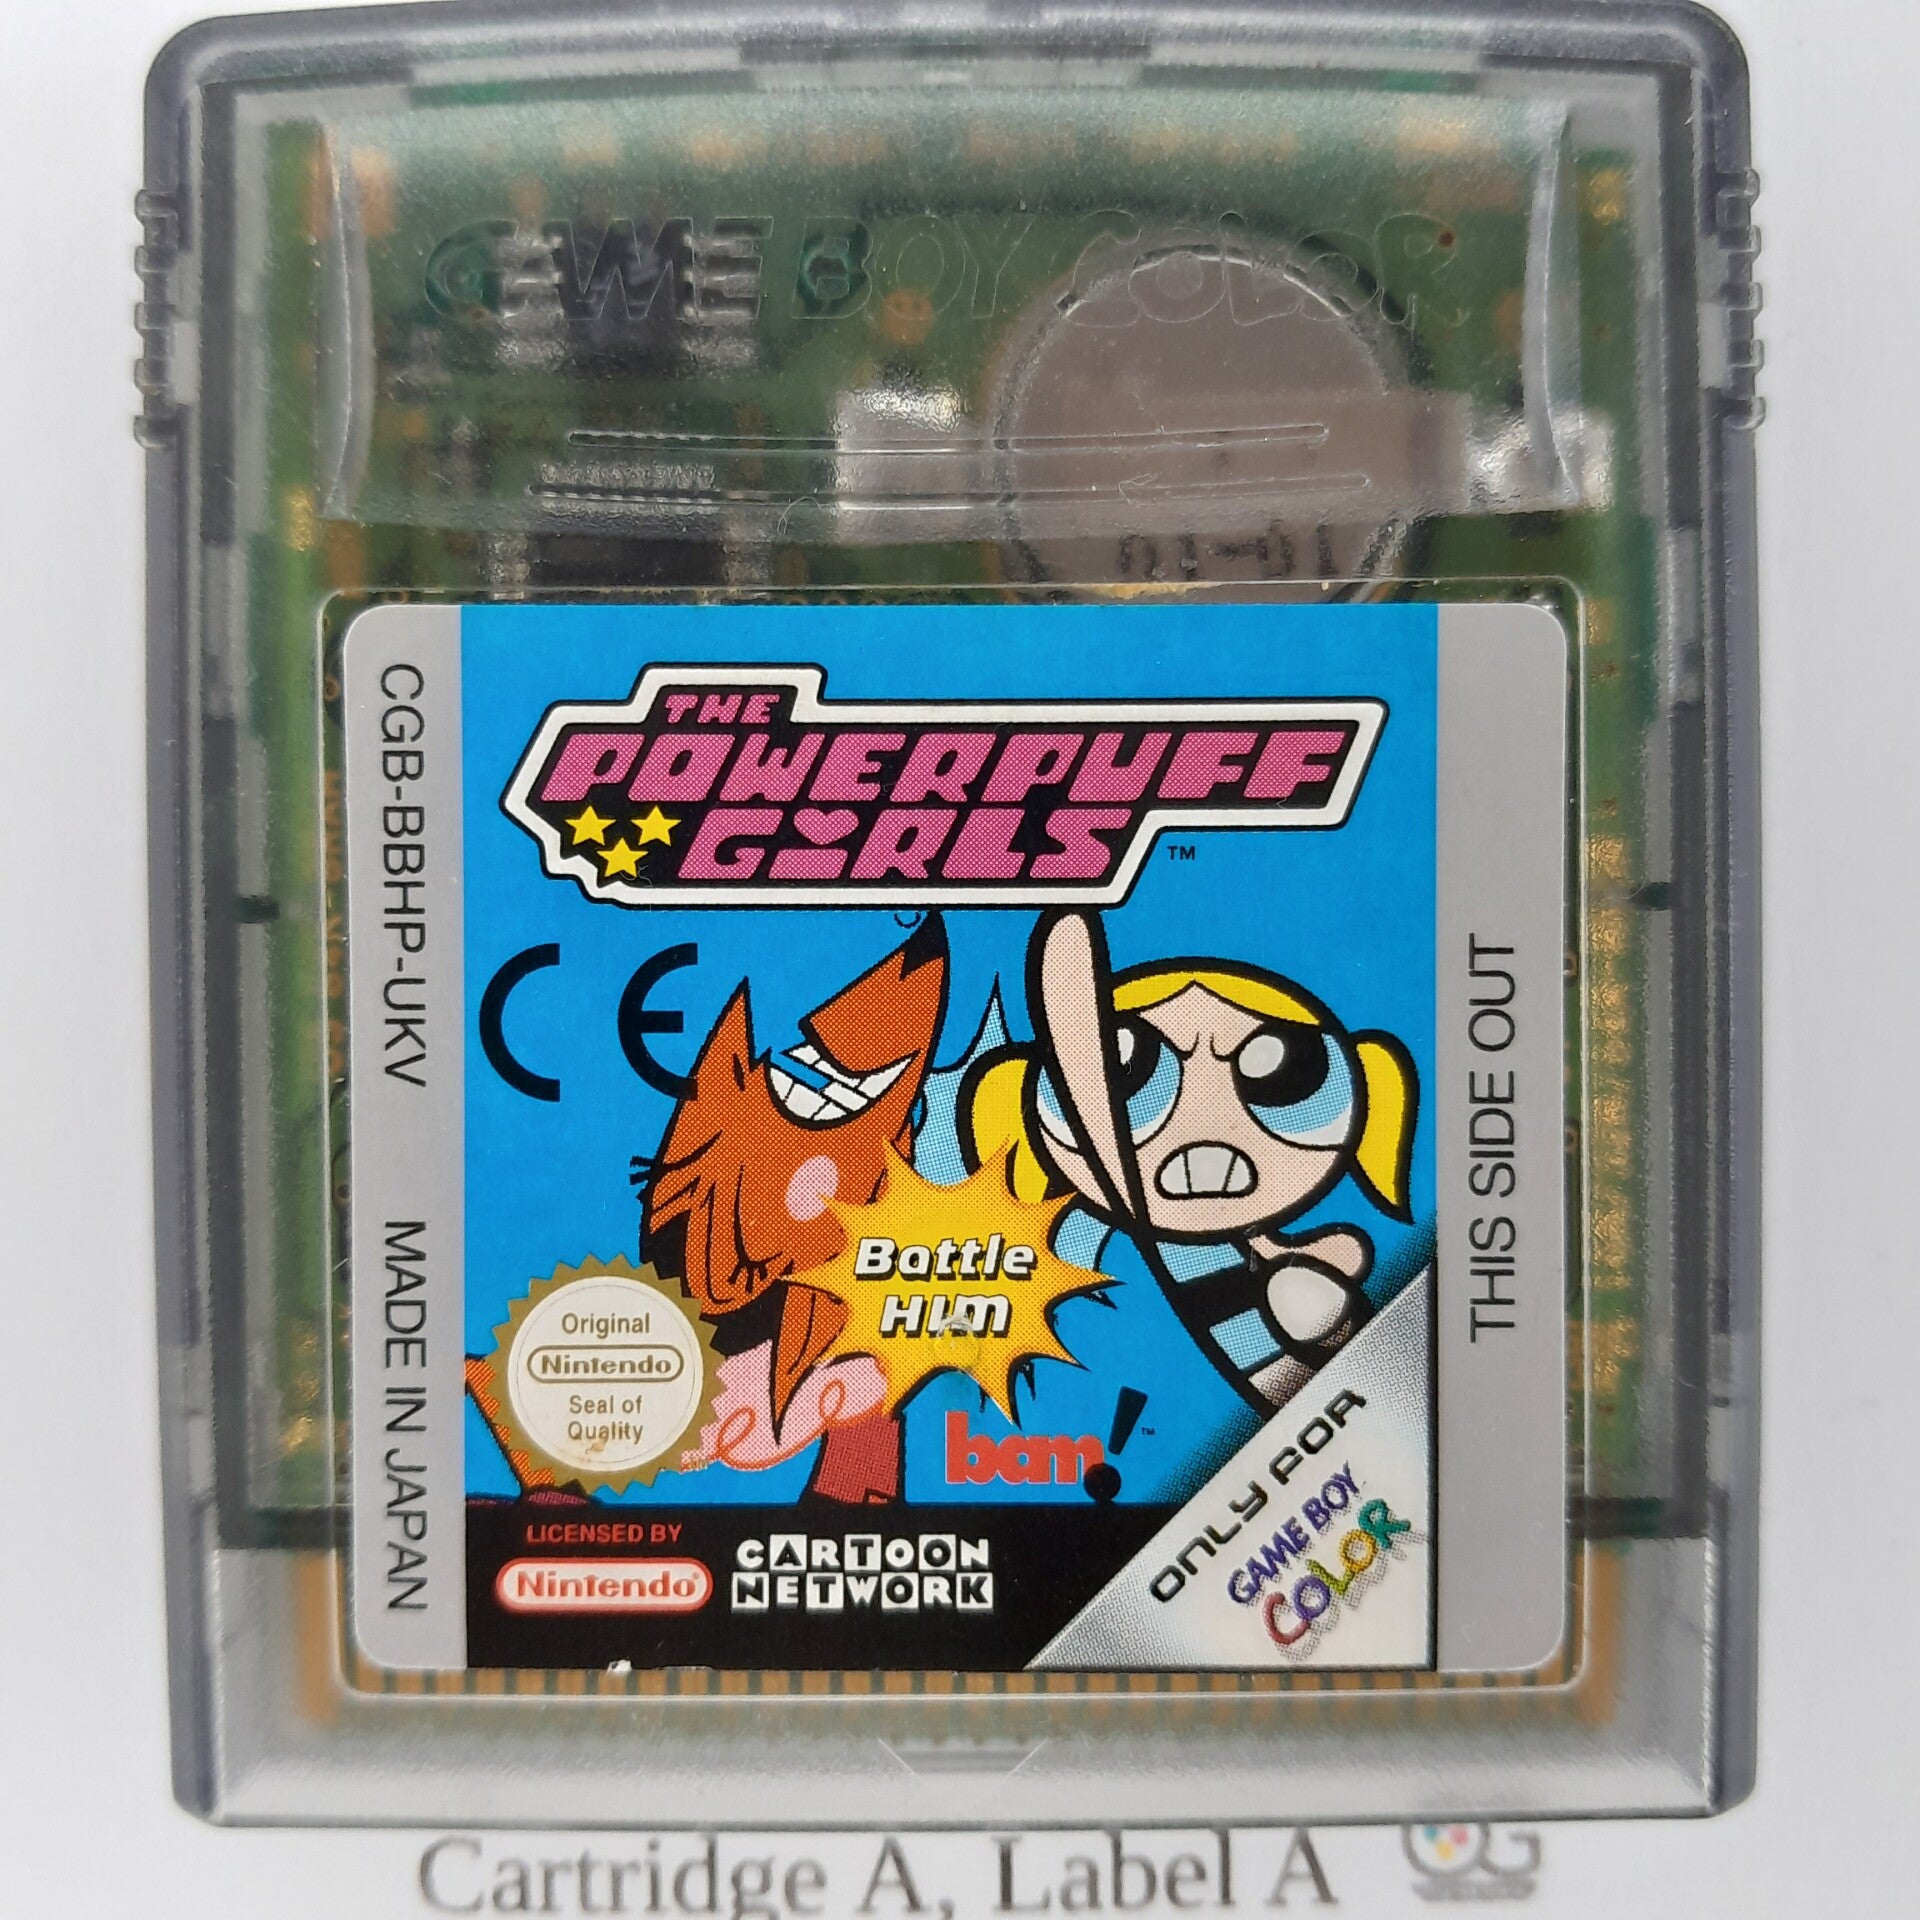 GAME BOY COLOR
CGB-BBHP-UKV MADE IN JAPAN
THE
POWERPUFF
GIRLS ™
CE
Battle
HIM
Original
Nintendo
Seal of
Quality
bam! ™
LICENSED BY
Nintendo®
CARTOON
NETWORK
ONLY FOR
GAME BOY
COLOR
THIS SIDE OUT
Cartridge A, Label A